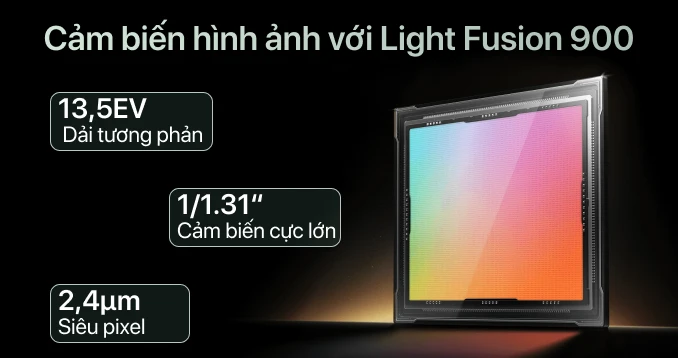 Cảm biến hình ảnh với Light Fusion 900
13,5EV
Dải tương phản
1/1.31“
Cảm biến cực lớn
2,4µm
Siêu pixel